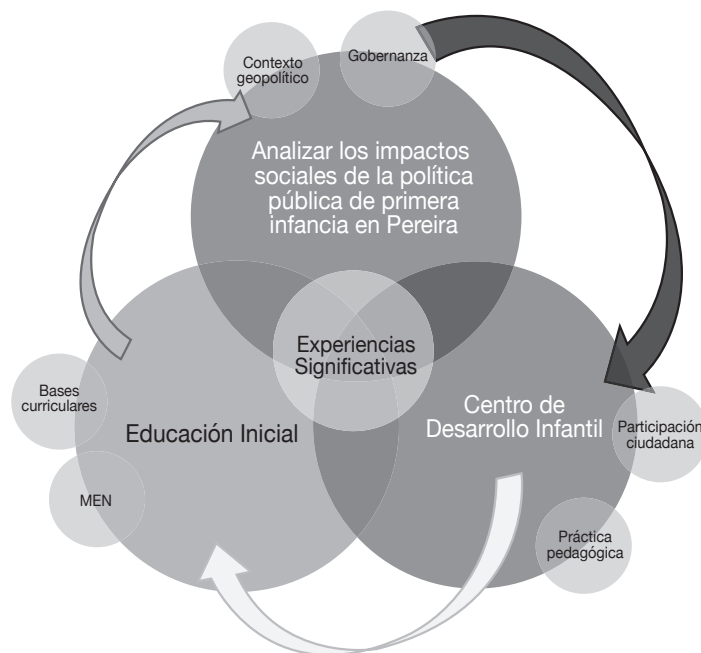 Contexto
geopolítico
Gobernanza
Analizar los impactos
sociales de la política
pública de primera
infancia en Pereira
Experiencias
Significativas
Bases
curriculares
Educación Inicial
MEN
Centro de
Desarrollo Infantil
Participación
ciudadana
Práctica
pedagógica